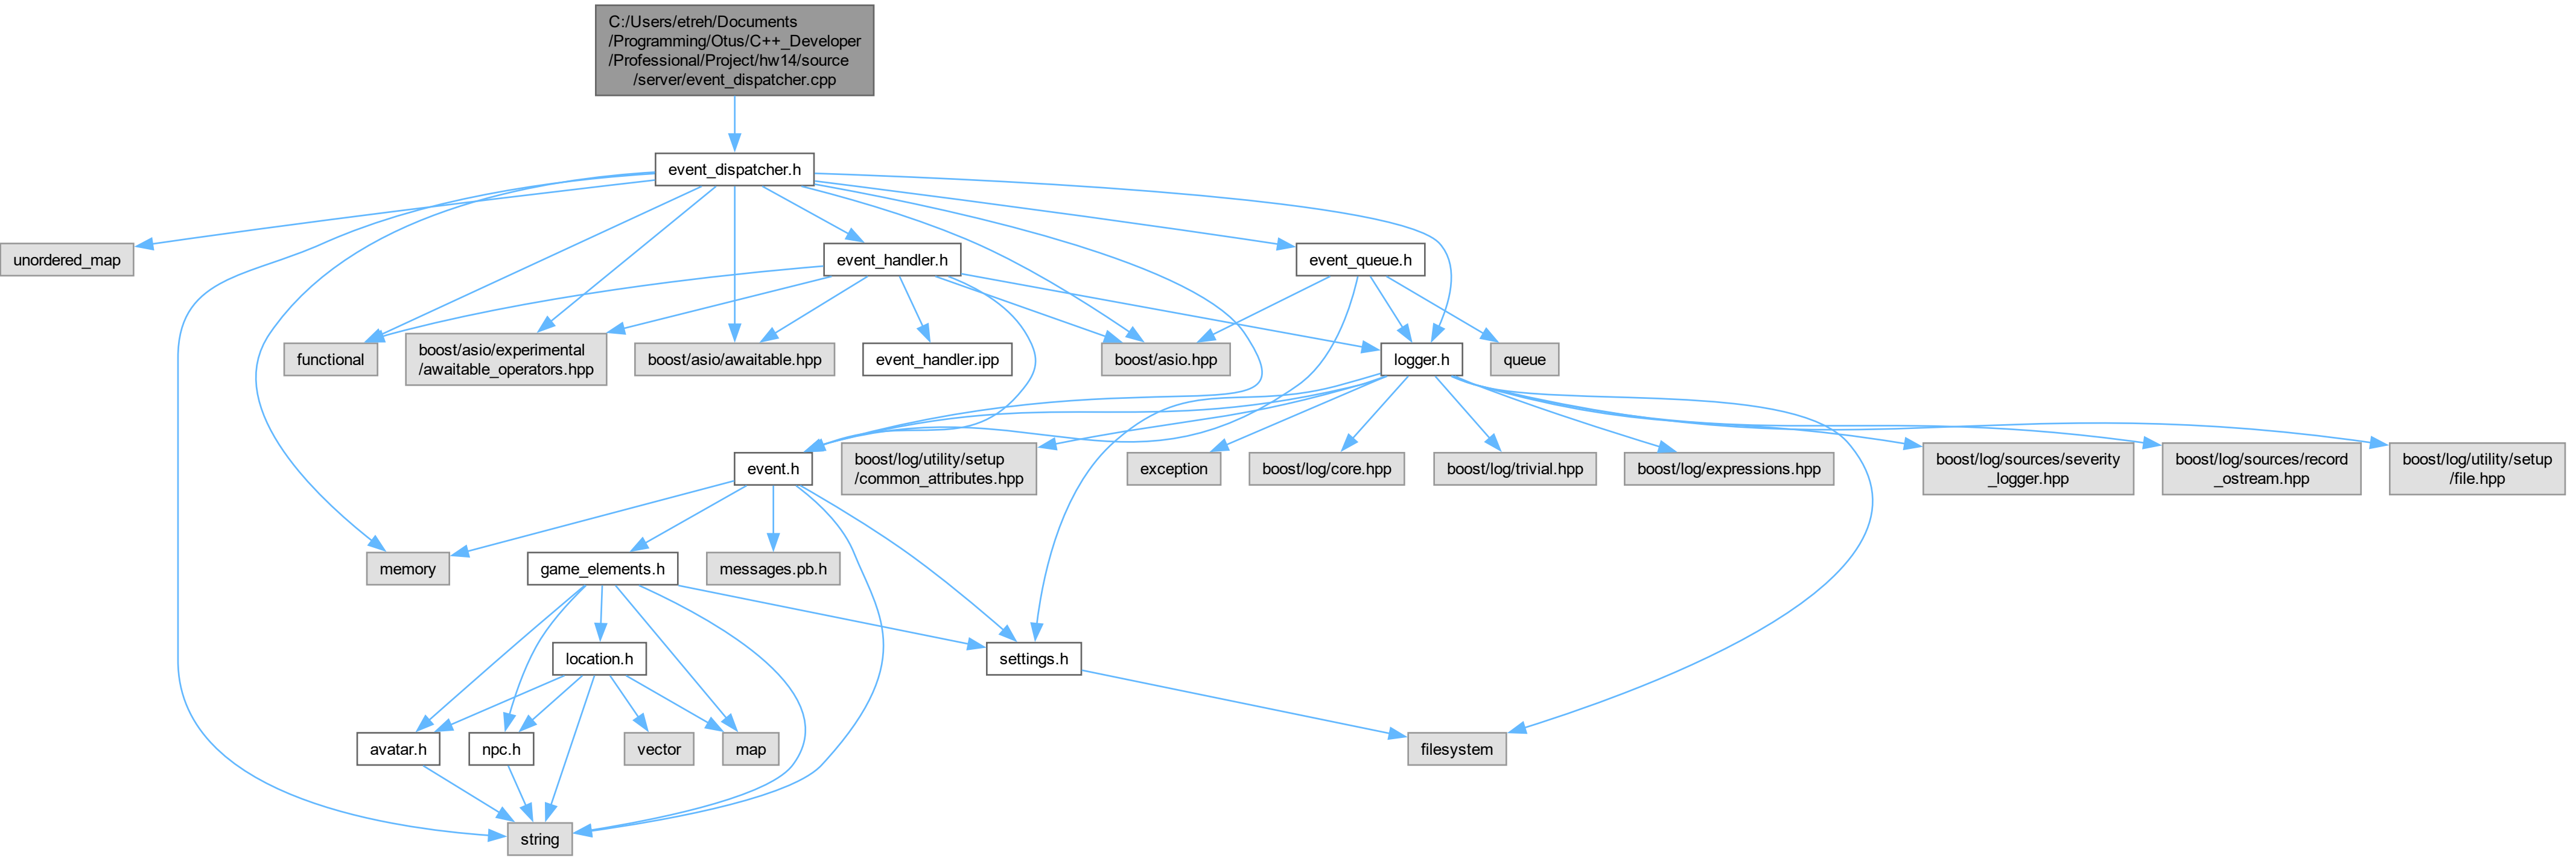 C:/Users/etreh/Documents
/Programming/Otus/C++_Developer
/Professional/Project/hw14/source
/server/event_dispatcher.cpp
event_dispatcher.h
unordered_map
event_handler.h
event_queue.h
functional
boost/asio/experimental
/awaitable_operators.hpp
boost/asio/awaitable.hpp
event_handler.ipp
boost/asio.hpp
logger.h
queue
event.h
boost/log/utility/setup
/common_attributes.hpp
exception
boost/log/core.hpp
boost/log/trivial.hpp
boost/log/expressions.hpp
boost/log/sources/severity
_logger.hpp
boost/log/sources/record
_ostream.hpp
boost/log/utility/setup
/file.hpp
memory
game_elements.h
messages.pb.h
location.h
settings.h
avatar.h
npc.h
vector
map
filesystem
string